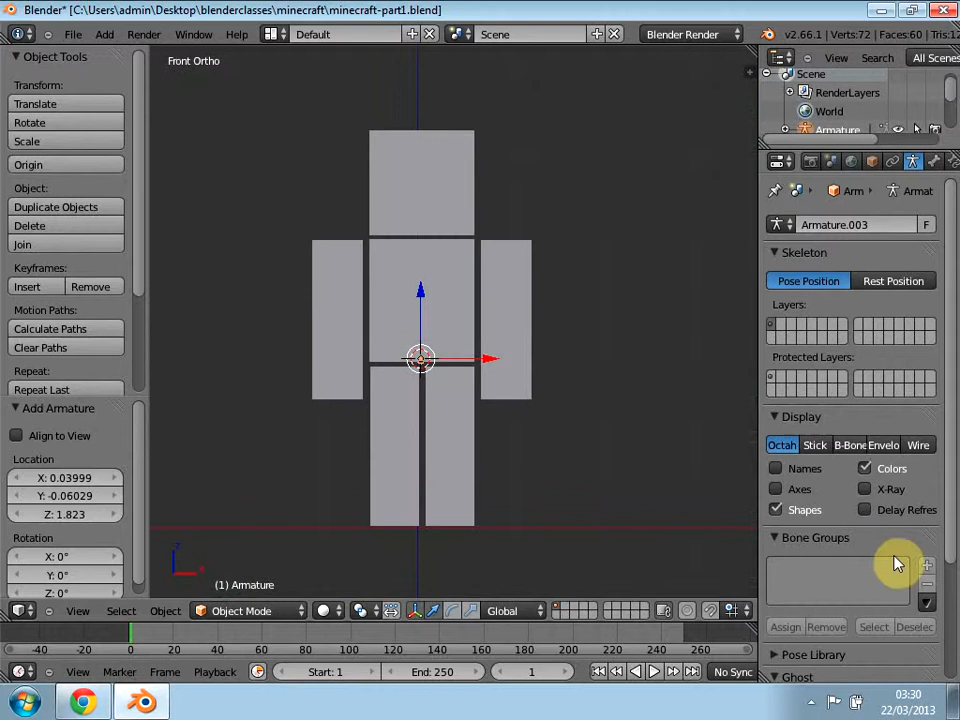 Blender* [C:\Users\admin\Desktop\blenderclasses\minecraft\minecraft-part1.blend]
File Add Render Window Help Default Scene Blender Render v2.66.1 | Verts:72 | Faces:60 | Tris:12
Object Tools
Transform:
Translate
Rotate
Scale
Origin
Object:
Duplicate Objects
Delete
Join
Keyframes:
Insert Remove
Motion Paths:
Calculate Paths
Clear Paths
Repeat:
Repeat Last
Add Armature
Align to View
Location
X: 0.03999
Y: -0.06029
Z: 1.823
Rotation
X: 0°
Y: 0°
Z: 0°
Front Ortho
(1) Armature
View Select Object Object Mode Global
-40 -20 0 20 40 60 80 100 120 140 160 180 200 220 240 260
View Marker Frame Playback Start: 1 End: 250 1 No Sync
View Search All Scenes
Scene
RenderLayers
World
Armature
Arm Armat
Armature.003 F
Skeleton
Pose Position Rest Position
Layers:
Protected Layers:
Display
Octah Stick B-Bone Envelo Wire
Names Colors
Axes X-Ray
Shapes Delay Refres
Bone Groups
Assign Remove Select Deselec
Pose Library
Ghost
03:30
22/03/2013